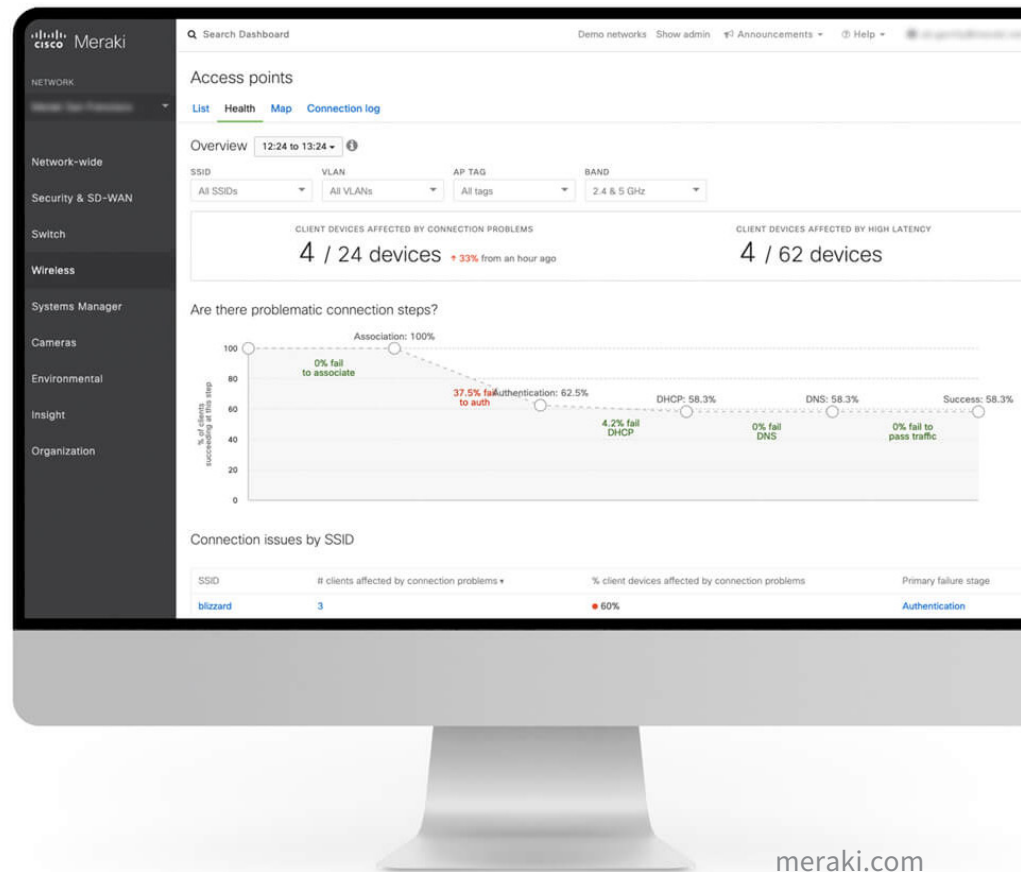 CISCO Meraki
Search Dashboard
Demo networks Show admin Announcements Help
NETWORK
Access points
List Health Map Connection log
Overview 12:24 to 13:24
SSID VLAN AP TAG BAND
All SSIDs All VLANs All tags 2.4 & 5 GHz
Network-wide
Security & SD-WAN
Switch
Wireless
Systems Manager
Cameras
Environmental
Insight
Organization
CLIENT DEVICES AFFECTED BY CONNECTION PROBLEMS
4 / 24 devices 33% from an hour ago
CLIENT DEVICES AFFECTED BY HIGH LATENCY
4 / 62 devices
Are there problematic connection steps?
% of clients
succeeding at this step
100
80
60
40
20
0
Association: 100%
0% fail
to associate
37.5% fail
to auth
Authentication: 62.5%
4.2% fail
DHCP
DHCP: 58.3%
0% fail
DNS
DNS: 58.3%
0% fail to
pass traffic
Success: 58.3%
Connection issues by SSID
SSID # clients affected by connection problems % client devices affected by connection problems Primary failure stage
blizzard 3 60% Authentication
meraki.com